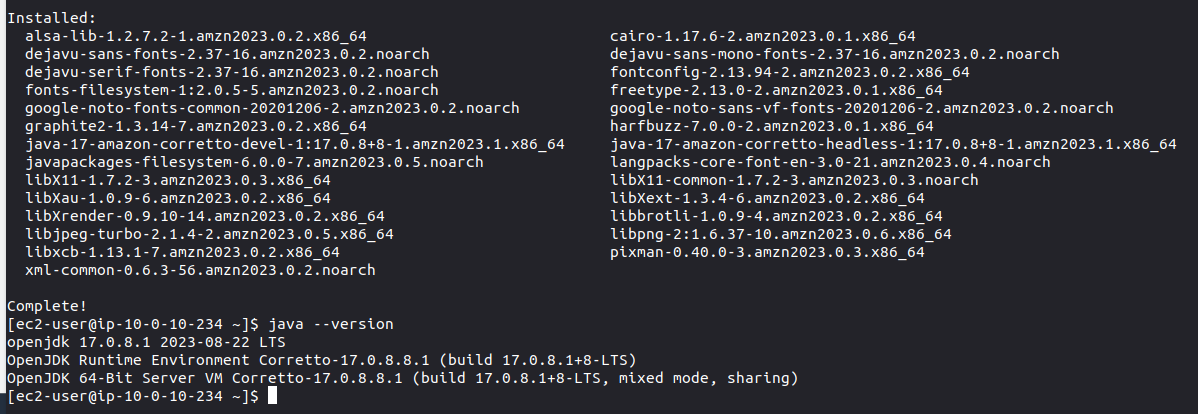 Installed:
alsa-lib-1.2.7.2-1.amzn2023.0.2.x86_64 cairo-1.17.6-2.amzn2023.0.1.x86_64
dejavu-sans-fonts-2.37-16.amzn2023.0.2.noarch dejavu-sans-mono-fonts-2.37-16.amzn2023.0.2.noarch
dejavu-serif-fonts-2.37-16.amzn2023.0.2.noarch fontconfig-2.13.94-2.amzn2023.0.2.x86_64
fonts-filesystem-1:2.0.5-5.amzn2023.0.2.noarch freetype-2.13.0-2.amzn2023.0.1.x86_64
google-noto-fonts-common-20201206-2.amzn2023.0.2.noarch google-noto-sans-vf-fonts-20201206-2.amzn2023.0.2.noarch
graphite2-1.3.14-7.amzn2023.0.2.x86_64 harfbuzz-7.0.0-2.amzn2023.0.1.x86_64
java-17-amazon-corretto-devel-1:17.0.8+8-1.amzn2023.1.x86_64 java-17-amazon-corretto-headless-1:17.0.8+8-1.amzn2023.1.x86_64
javapackages-filesystem-6.0.0-7.amzn2023.0.5.noarch langpacks-core-font-en-3.0-21.amzn2023.0.4.noarch
libX11-1.7.2-3.amzn2023.0.3.x86_64 libX11-common-1.7.2-3.amzn2023.0.3.noarch
libXau-1.0.9-6.amzn2023.0.2.x86_64 libXext-1.3.4-6.amzn2023.0.2.x86_64
libXrender-0.9.10-14.amzn2023.0.2.x86_64 libbrotli-1.0.9-4.amzn2023.0.2.x86_64
libjpeg-turbo-2.1.4-2.amzn2023.0.5.x86_64 libpng-2:1.6.37-10.amzn2023.0.6.x86_64
libxcb-1.13.1-7.amzn2023.0.2.x86_64 pixman-0.40.0-3.amzn2023.0.3.x86_64
xml-common-0.6.3-56.amzn2023.0.2.noarch
Complete!
[ec2-user@ip-10-0-10-234 ~]$ java --version
openjdk 17.0.8.1 2023-08-22 LTS
OpenJDK Runtime Environment Corretto-17.0.8.8.1 (build 17.0.8.1+8-LTS)
OpenJDK 64-Bit Server VM Corretto-17.0.8.8.1 (build 17.0.8.1+8-LTS, mixed mode, sharing)
[ec2-user@ip-10-0-10-234 ~]$